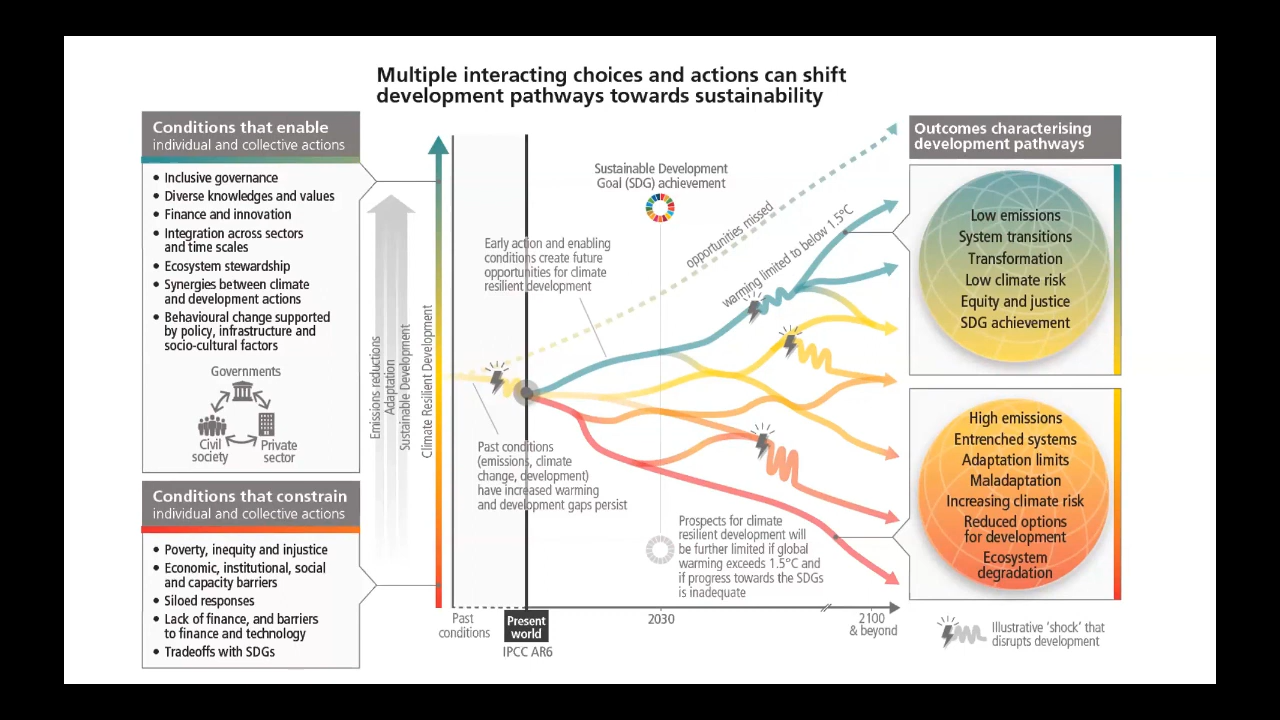 Multiple interacting choices and actions can shift
development pathways towards sustainability
Conditions that enable
individual and collective actions
• Inclusive governance
• Diverse knowledges and values
• Finance and innovation
• Integration across sectors
and time scales
• Ecosystem stewardship
• Synergies between climate
and development actions
• Behavioural change supported
by policy, infrastructure and
socio-cultural factors
Governments
Civil
society
Private
sector
Conditions that constrain
individual and collective actions
• Poverty, inequity and injustice
• Economic, institutional, social
and capacity barriers
• Siloed responses
• Lack of finance, and barriers
to finance and technology
• Tradeoffs with SDGs
Emissions reductions
Adaptation
Sustainable Development
Climate Resilient Development
Early action and enabling
conditions create future
opportunities for climate
resilient development
Past conditions
(emissions, climate
change, development)
have increased warming
and development gaps persist
Sustainable Development
Goal (SDG) achievement
opportunities missed
warming limited to below 1.5°C
Prospects for climate
resilient development will
be further limited if global
warming exceeds 1.5°C and
if progress towards the SDGs
is inadequate
Past
conditions
Present
world
IPCC AR6
2030
2100
& beyond
Outcomes characterising
development pathways
Low emissions
System transitions
Transformation
Low climate risk
Equity and justice
SDG achievement
High emissions
Entrenched systems
Adaptation limits
Maladaptation
Increasing climate risk
Reduced options
for development
Ecosystem
degradation
Illustrative ‘shock’ that
disrupts development